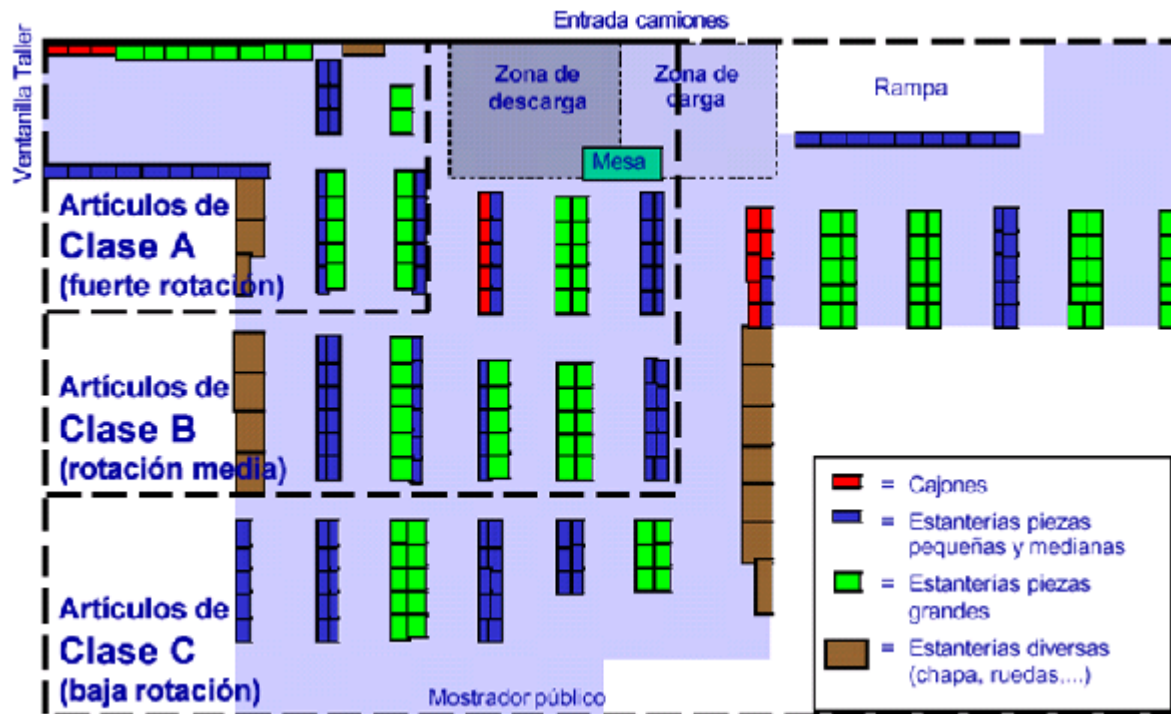 Entrada camiones
Ventanilla Taller
Zona de
descarga
Zona de
carga
Rampa
Mesa
Artículos de
Clase A
(fuerte rotación)
Artículos de
Clase B
(rotación media)
Artículos de
Clase C
(baja rotación)
Mostrador público
= Cajones
= Estanterías piezas
pequeñas y medianas
= Estanterías piezas
grandes
= Estanterías diversas
(chapa, ruedas,...)